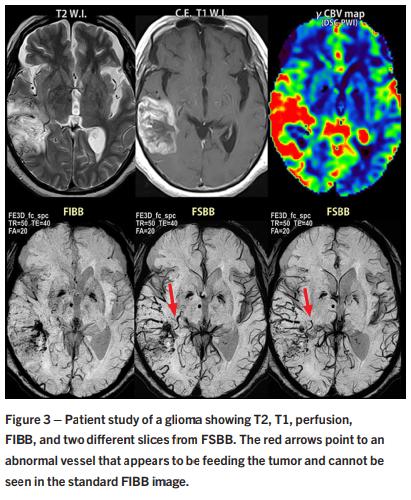 T2 W.I.
C.E. T1 W.I.
γ CBV map
(DSC-PWI)
FIBB
FSBB
FSBB
FE3D_fc_spc
TR=50 TE=40
FA=20
FE3D_fc_spc
TR=50 TE=40
FA=20
FE3D_fc_spc
TR=50 TE=40
FA=20
Figure 3 – Patient study of a glioma showing T2, T1, perfusion,
FIBB, and two different slices from FSBB. The red arrows point to an
abnormal vessel that appears to be feeding the tumor and cannot be
seen in the standard FIBB image.